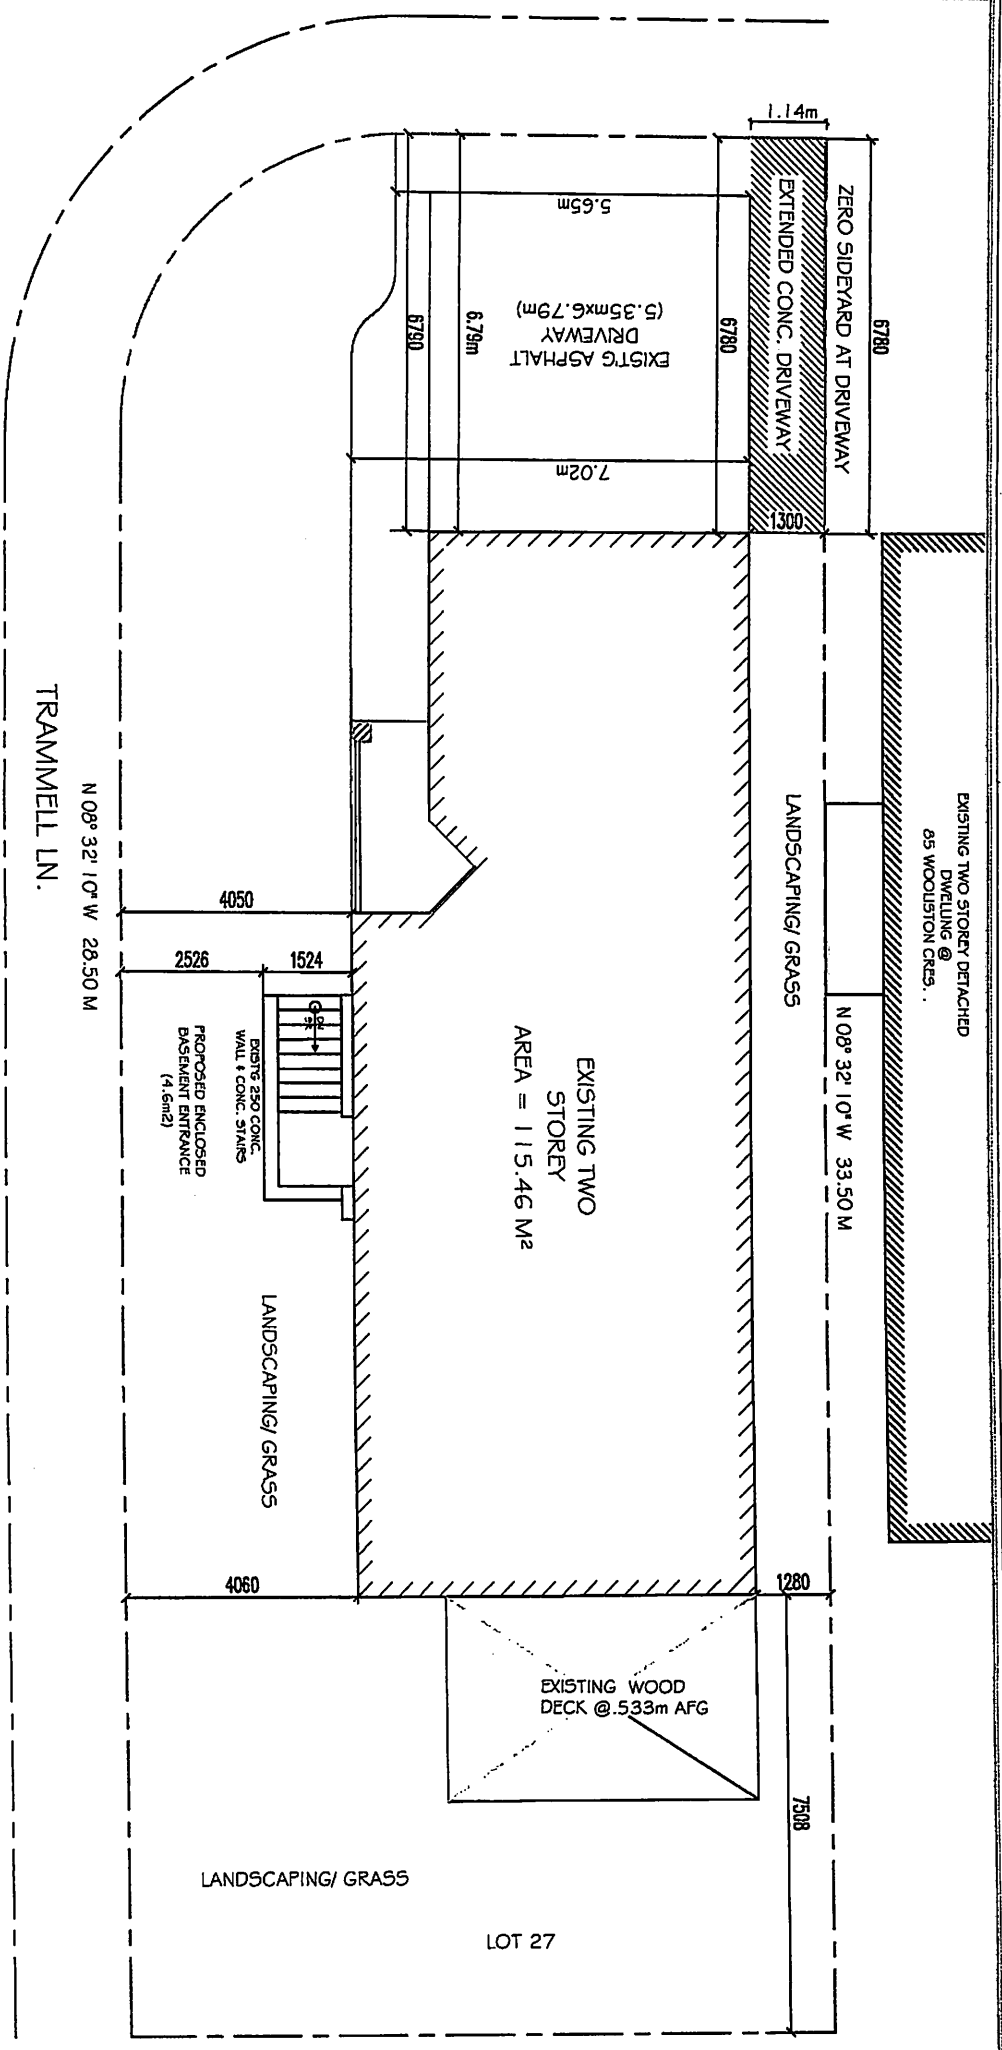 1.14m
ZERO SIDEYARD AT DRIVEWAY
6780
EXTENDED CONC. DRIVEWAY
1300
5.65m
EXIST'G ASPHALT
DRIVEWAY
(5.35mx6.79m)
6780
6.79m
6790
7.02m
EXISTING TWO STOREY DETACHED
DWELLING @
85 WOOLISTON CRES. .
LANDSCAPING/ GRASS
N 08° 32' 10" W 33.50 M
TRAMMELL LN.
N 08° 32' 10" W 28.50 M
4050
2526
1524
EXIST'G 250 CONC.
WALL & CONC. STAIRS
PROPOSED ENCLOSED
BASEMENT ENTRANCE
(4.6m2)
EXISTING TWO
STOREY
AREA = 115.46 M²
LANDSCAPING/ GRASS
4060
1280
EXISTING WOOD
DECK @.533m AFG
7508
LANDSCAPING/ GRASS
LOT 27